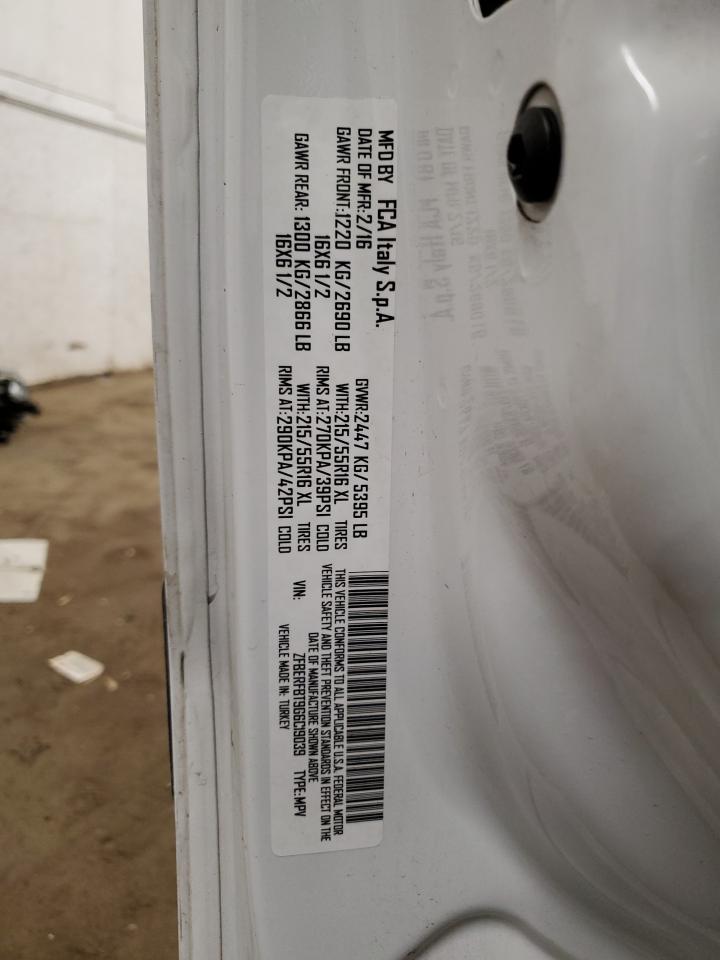 MFD BY FCA Italy S.p.A.
DATE OF MFR:2/16 GVWR:2447 KG/ 5395 LB
GAWR FRONT:1220 KG/2690 LB WITH:215/55R16 XL TIRES
16X6 1/2 RIMS AT:270KPA/39PSI COLD
GAWR REAR: 1300 KG/2866 LB WITH:215/55R16 XL TIRES
16X6 1/2 RIMS AT:290KPA/42PSI COLD
THIS VEHICLE CONFORMS TO ALL APPLICABLE U.S.A. FEDERAL MOTOR
VEHICLE SAFETY AND THEFT PREVENTION STANDARDS IN EFFECT ON THE
DATE OF MANUFACTURE SHOWN ABOVE
VIN: ZFBERFBT9G6C19039 TYPE:MPV
VEHICLE MADE IN: TURKEY